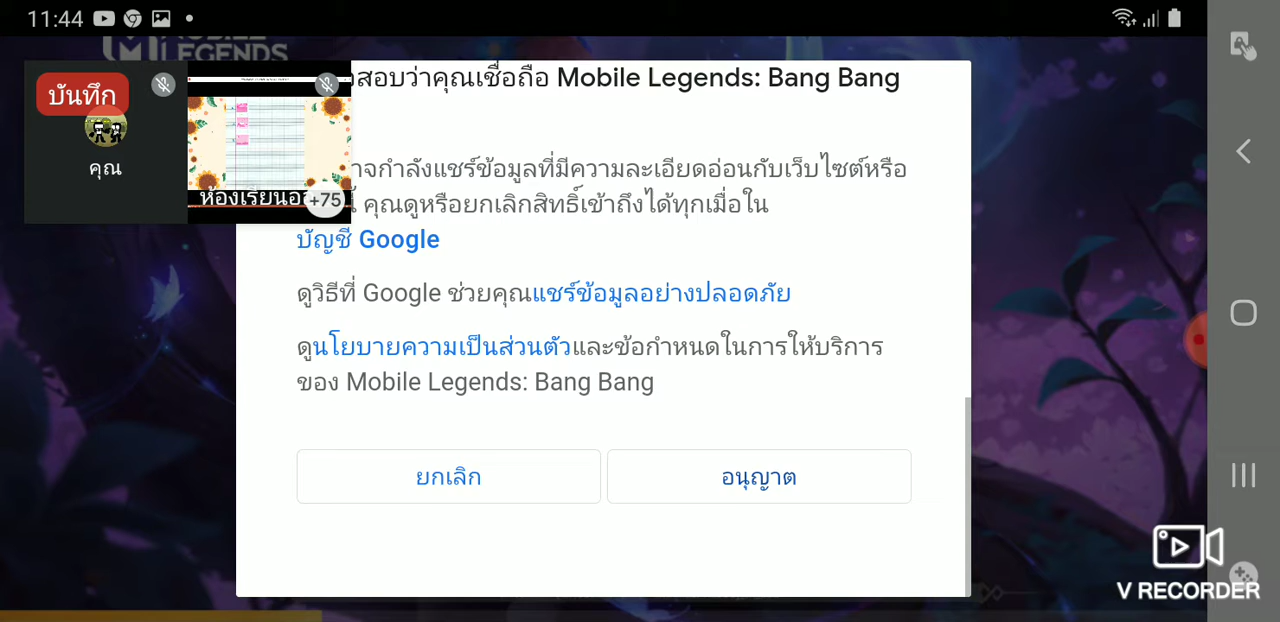 11:44
MOBILE
LEGENDS
บันทึก
คุณ
ห้องเรียนออ
+75
วสอบว่าคุณเชื่อถือ Mobile Legends: Bang Bang
าจกำลังแชร์ข้อมูลที่มีความละเอียดอ่อนกับเว็บไซต์หรือ
้ คุณดูหรือยกเลิกสิทธิ์เข้าถึงได้ทุกเมื่อใน
บัญชี Google
ดูวิธีที่ Google ช่วยคุณแชร์ข้อมูลอย่างปลอดภัย
ดูนโยบายความเป็นส่วนตัวและข้อกำหนดในการให้บริการ
ของ Mobile Legends: Bang Bang
ยกเลิก
อนุญาต
V RECORDER